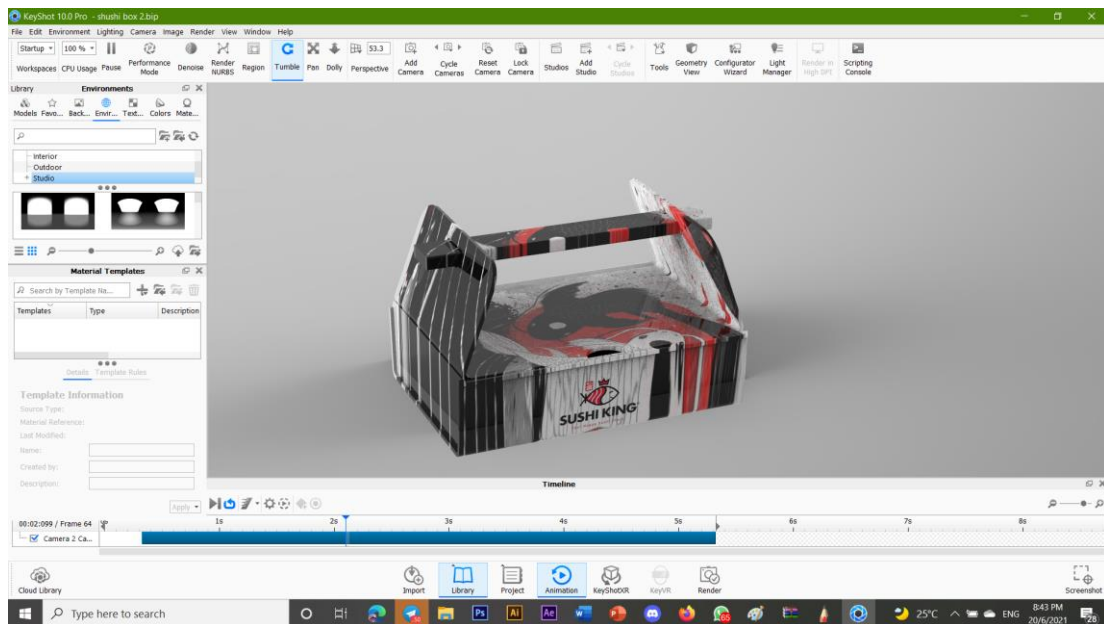 KeyShot 10.0 Pro - shushi box 2.bip
File Edit Environment Lighting Camera Image Render View Window Help
Startup 100 % 53.3
Workspaces CPU Usage Pause Performance Mode Denoise Render NURBS Region Tumble Pan Dolly Perspective Add Camera Cycle Cameras Reset Camera Lock Camera Studios Add Studio Cycle Studios Tools Geometry View Configurator Wizard Light Manager Render in High DPI Scripting Console
Library Environments
Models Favo... Back... Envir... Text... Colors Mate...
Interior
Outdoor
Studio
Material Templates
Search by Template Na...
Templates Type Description
Details Template Rules
Template Information
Source Type:
Material Reference:
Last Modified:
Name:
Created by:
Description:
Apply
SUSHI KING
Timeline
00:02:099 / Frame 64 1s 2s 3s 4s 5s 6s 7s 8s
Camera 2 Ca...
Cloud Library Import Library Project Animation KeyShotXR KeyVR Render Screenshot
Type here to search
Ps Ai Ae
25°C ENG 8:43 PM
20/6/2021
28